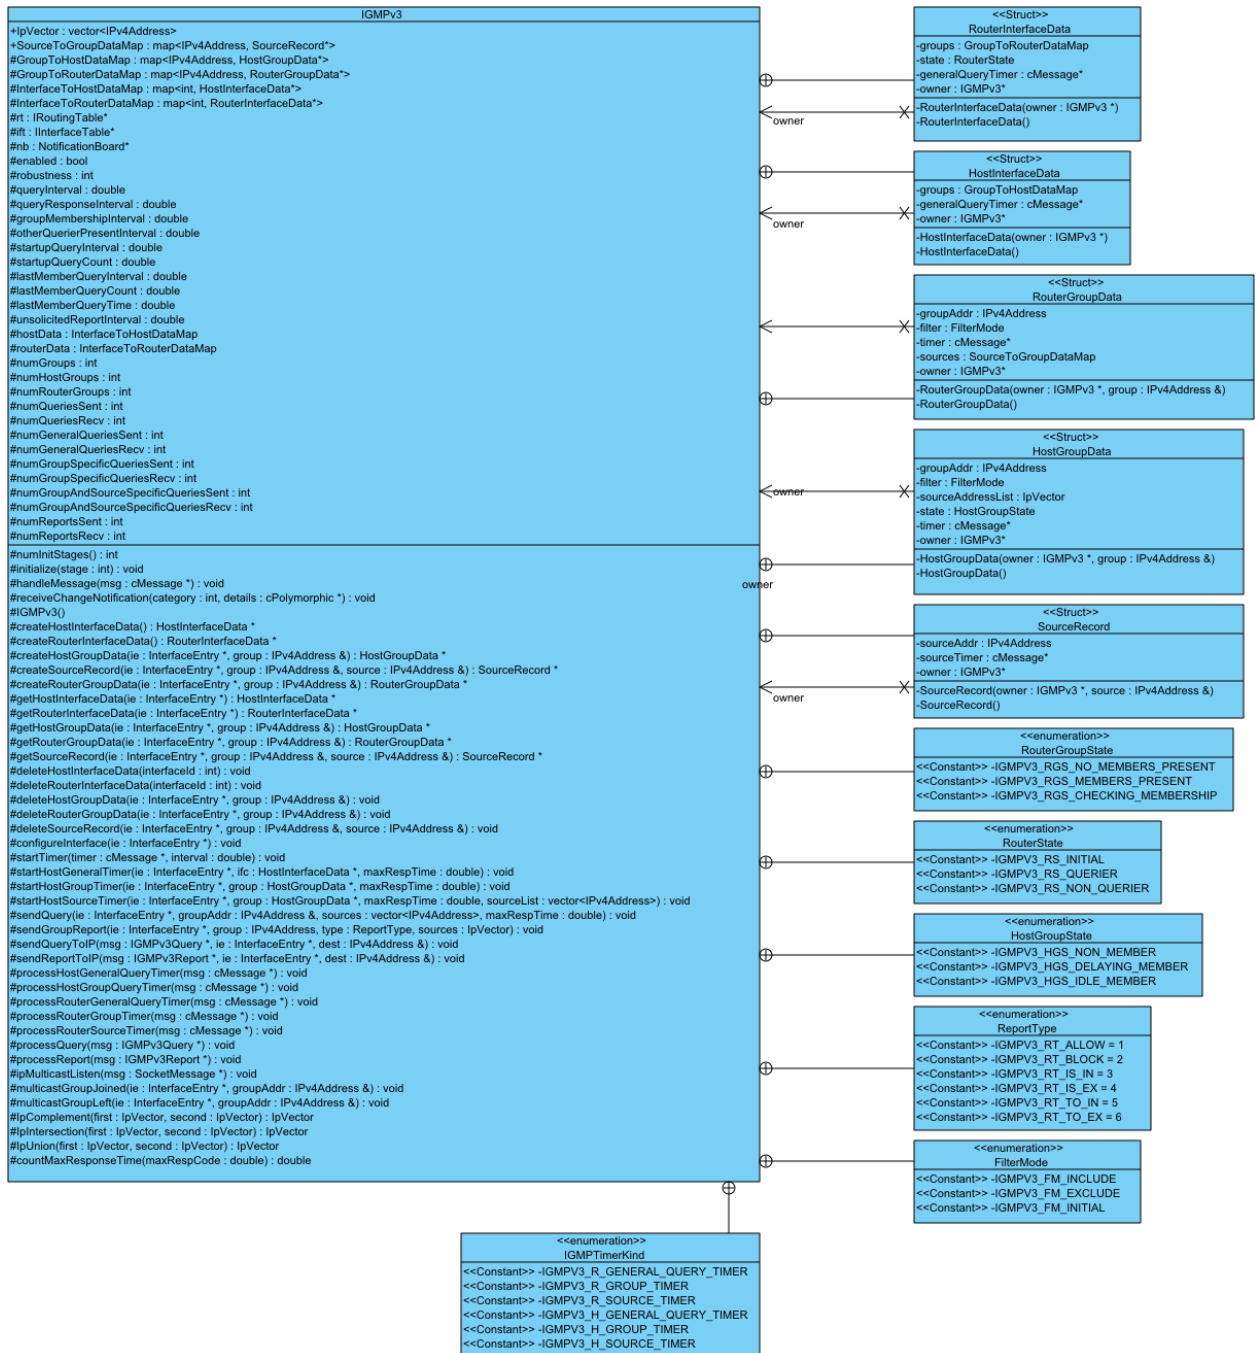 IGMPv3
+IpVector : vector<IPv4Address>
+SourceToGroupDataMap : map<IPv4Address, SourceRecord*>
#GroupToHostDataMap : map<IPv4Address, HostGroupData*>
#GroupToRouterDataMap : map<IPv4Address, RouterGroupData*>
#InterfaceToHostDataMap : map<int, HostInterfaceData*>
#InterfaceToRouterDataMap : map<int, RouterInterfaceData*>
#rt : IRoutingTable*
#ift : IInterfaceTable*
#nb : NotificationBoard*
#enabled : bool
#robustness : int
#queryInterval : double
#queryResponseInterval : double
#groupMembershipInterval : double
#otherQuerierPresentInterval : double
#startupQueryInterval : double
#startupQueryCount : double
#lastMemberQueryInterval : double
#lastMemberQueryCount : double
#lastMemberQueryTime : double
#unsolicitedReportInterval : double
#hostData : InterfaceToHostDataMap
#routerData : InterfaceToRouterDataMap
#numGroups : int
#numHostGroups : int
#numRouterGroups : int
#numQueriesSent : int
#numQueriesRecv : int
#numGeneralQueriesSent : int
#numGeneralQueriesRecv : int
#numGroupSpecificQueriesSent : int
#numGroupSpecificQueriesRecv : int
#numGroupAndSourceSpecificQueriesSent : int
#numGroupAndSourceSpecificQueriesRecv : int
#numReportsSent : int
#numReportsRecv : int
#numInitStages() : int
#initialize(stage : int) : void
#handleMessage(msg : cMessage *) : void
#receiveChangeNotification(category : int, details : cPolymorphic *) : void
#IGMPv3()
#createHostInterfaceData() : HostInterfaceData *
#createRouterInterfaceData() : RouterInterfaceData *
#createHostGroupData(ie : InterfaceEntry *, group : IPv4Address &) : HostGroupData *
#createSourceRecord(ie : InterfaceEntry *, group : IPv4Address &, source : IPv4Address &) : SourceRecord *
#createRouterGroupData(ie : InterfaceEntry *, group : IPv4Address &) : RouterGroupData *
#getHostInterfaceData(ie : InterfaceEntry *) : HostInterfaceData *
#getRouterInterfaceData(ie : InterfaceEntry *) : RouterInterfaceData *
#getHostGroupData(ie : InterfaceEntry *, group : IPv4Address &) : HostGroupData *
#getRouterGroupData(ie : InterfaceEntry *, group : IPv4Address &) : RouterGroupData *
#getSourceRecord(ie : InterfaceEntry *, group : IPv4Address &, source : IPv4Address &) : SourceRecord *
#deleteHostInterfaceData(interfaceId : int) : void
#deleteRouterInterfaceData(interfaceId : int) : void
#deleteHostGroupData(ie : InterfaceEntry *, group : IPv4Address &) : void
#deleteRouterGroupData(ie : InterfaceEntry *, group : IPv4Address &) : void
#deleteSourceRecord(ie : InterfaceEntry *, group : IPv4Address &, source : IPv4Address &) : void
#configureInterface(ie : InterfaceEntry *) : void
#startTimer(timer : cMessage *, interval : double) : void
#startHostGeneralTimer(ie : InterfaceEntry *, ifc : HostInterfaceData *, maxRespTime : double) : void
#startHostGroupTimer(ie : InterfaceEntry *, group : HostGroupData *, maxRespTime : double) : void
#startHostSourceTimer(ie : InterfaceEntry *, group : HostGroupData *, maxRespTime : double, sourceList : vector<IPv4Address>) : void
#sendQuery(ie : InterfaceEntry *, groupAddr : IPv4Address &, sources : vector<IPv4Address>, maxRespTime : double) : void
#sendGroupReport(ie : InterfaceEntry *, group : IPv4Address, type : ReportType, sources : IpVector) : void
#sendQueryToIP(msg : IGMPv3Query *, ie : InterfaceEntry *, dest : IPv4Address &) : void
#sendReportToIP(msg : IGMPv3Report *, ie : InterfaceEntry *, dest : IPv4Address &) : void
#processHostGeneralQueryTimer(msg : cMessage *) : void
#processHostGroupQueryTimer(msg : cMessage *) : void
#processRouterGeneralQueryTimer(msg : cMessage *) : void
#processRouterGroupTimer(msg : cMessage *) : void
#processRouterSourceTimer(msg : cMessage *) : void
#processQuery(msg : IGMPv3Query *) : void
#processReport(msg : IGMPv3Report *) : void
#ipMulticastListen(msg : SocketMessage *) : void
#multicastGroupJoined(ie : InterfaceEntry *, groupAddr : IPv4Address &) : void
#multicastGroupLeft(ie : InterfaceEntry *, groupAddr : IPv4Address &) : void
#IpComplement(first : IpVector, second : IpVector) : IpVector
#IpIntersection(first : IpVector, second : IpVector) : IpVector
#IpUnion(first : IpVector, second : IpVector) : IpVector
#countMaxResponseTime(maxRespCode : double) : double
owner
owner
owner
owner
owner
<<Struct>>
RouterInterfaceData
-groups : GroupToRouterDataMap
-state : RouterState
-generalQueryTimer : cMessage*
-owner : IGMPv3*
-RouterInterfaceData(owner : IGMPv3 *)
-RouterInterfaceData()
<<Struct>>
HostInterfaceData
-groups : GroupToHostDataMap
-generalQueryTimer : cMessage*
-owner : IGMPv3*
-HostInterfaceData(owner : IGMPv3 *)
-HostInterfaceData()
<<Struct>>
RouterGroupData
-groupAddr : IPv4Address
-filter : FilterMode
-timer : cMessage*
-sources : SourceToGroupDataMap
-owner : IGMPv3*
-RouterGroupData(owner : IGMPv3 *, group : IPv4Address &)
-RouterGroupData()
<<Struct>>
HostGroupData
-groupAddr : IPv4Address
-filter : FilterMode
-sourceAddressList : IpVector
-state : HostGroupState
-timer : cMessage*
-owner : IGMPv3*
-HostGroupData(owner : IGMPv3 *, group : IPv4Address &)
-HostGroupData()
<<Struct>>
SourceRecord
-sourceAddr : IPv4Address
-sourceTimer : cMessage*
-owner : IGMPv3*
-SourceRecord(owner : IGMPv3 *, source : IPv4Address &)
-SourceRecord()
<<enumeration>>
RouterGroupState
<<Constant>> -IGMPV3_RGS_NO_MEMBERS_PRESENT
<<Constant>> -IGMPV3_RGS_MEMBERS_PRESENT
<<Constant>> -IGMPV3_RGS_CHECKING_MEMBERSHIP
<<enumeration>>
RouterState
<<Constant>> -IGMPV3_RS_INITIAL
<<Constant>> -IGMPV3_RS_QUERIER
<<Constant>> -IGMPV3_RS_NON_QUERIER
<<enumeration>>
HostGroupState
<<Constant>> -IGMPV3_HGS_NON_MEMBER
<<Constant>> -IGMPV3_HGS_DELAYING_MEMBER
<<Constant>> -IGMPV3_HGS_IDLE_MEMBER
<<enumeration>>
ReportType
<<Constant>> -IGMPV3_RT_ALLOW = 1
<<Constant>> -IGMPV3_RT_BLOCK = 2
<<Constant>> -IGMPV3_RT_IS_IN = 3
<<Constant>> -IGMPV3_RT_IS_EX = 4
<<Constant>> -IGMPV3_RT_TO_IN = 5
<<Constant>> -IGMPV3_RT_TO_EX = 6
<<enumeration>>
FilterMode
<<Constant>> -IGMPV3_FM_INCLUDE
<<Constant>> -IGMPV3_FM_EXCLUDE
<<Constant>> -IGMPV3_FM_INITIAL
<<enumeration>>
IGMPTimerKind
<<Constant>> -IGMPV3_R_GENERAL_QUERY_TIMER
<<Constant>> -IGMPV3_R_GROUP_TIMER
<<Constant>> -IGMPV3_R_SOURCE_TIMER
<<Constant>> -IGMPV3_H_GENERAL_QUERY_TIMER
<<Constant>> -IGMPV3_H_GROUP_TIMER
<<Constant>> -IGMPV3_H_SOURCE_TIMER